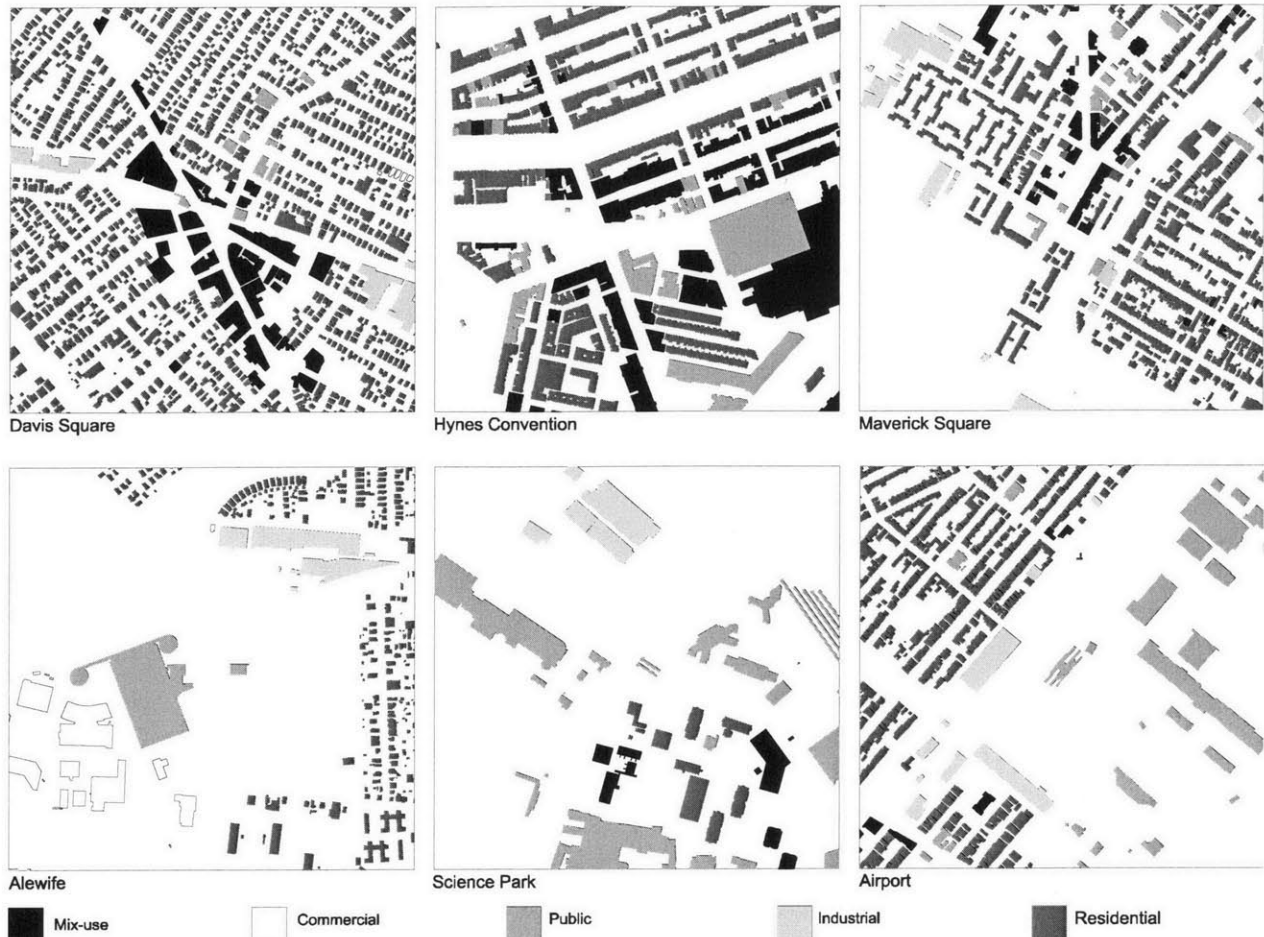 Davis Square
Hynes Convention
Maverick Square
Alewife
Science Park
Airport
Mix-use
Commercial
Public
Industrial
Residential